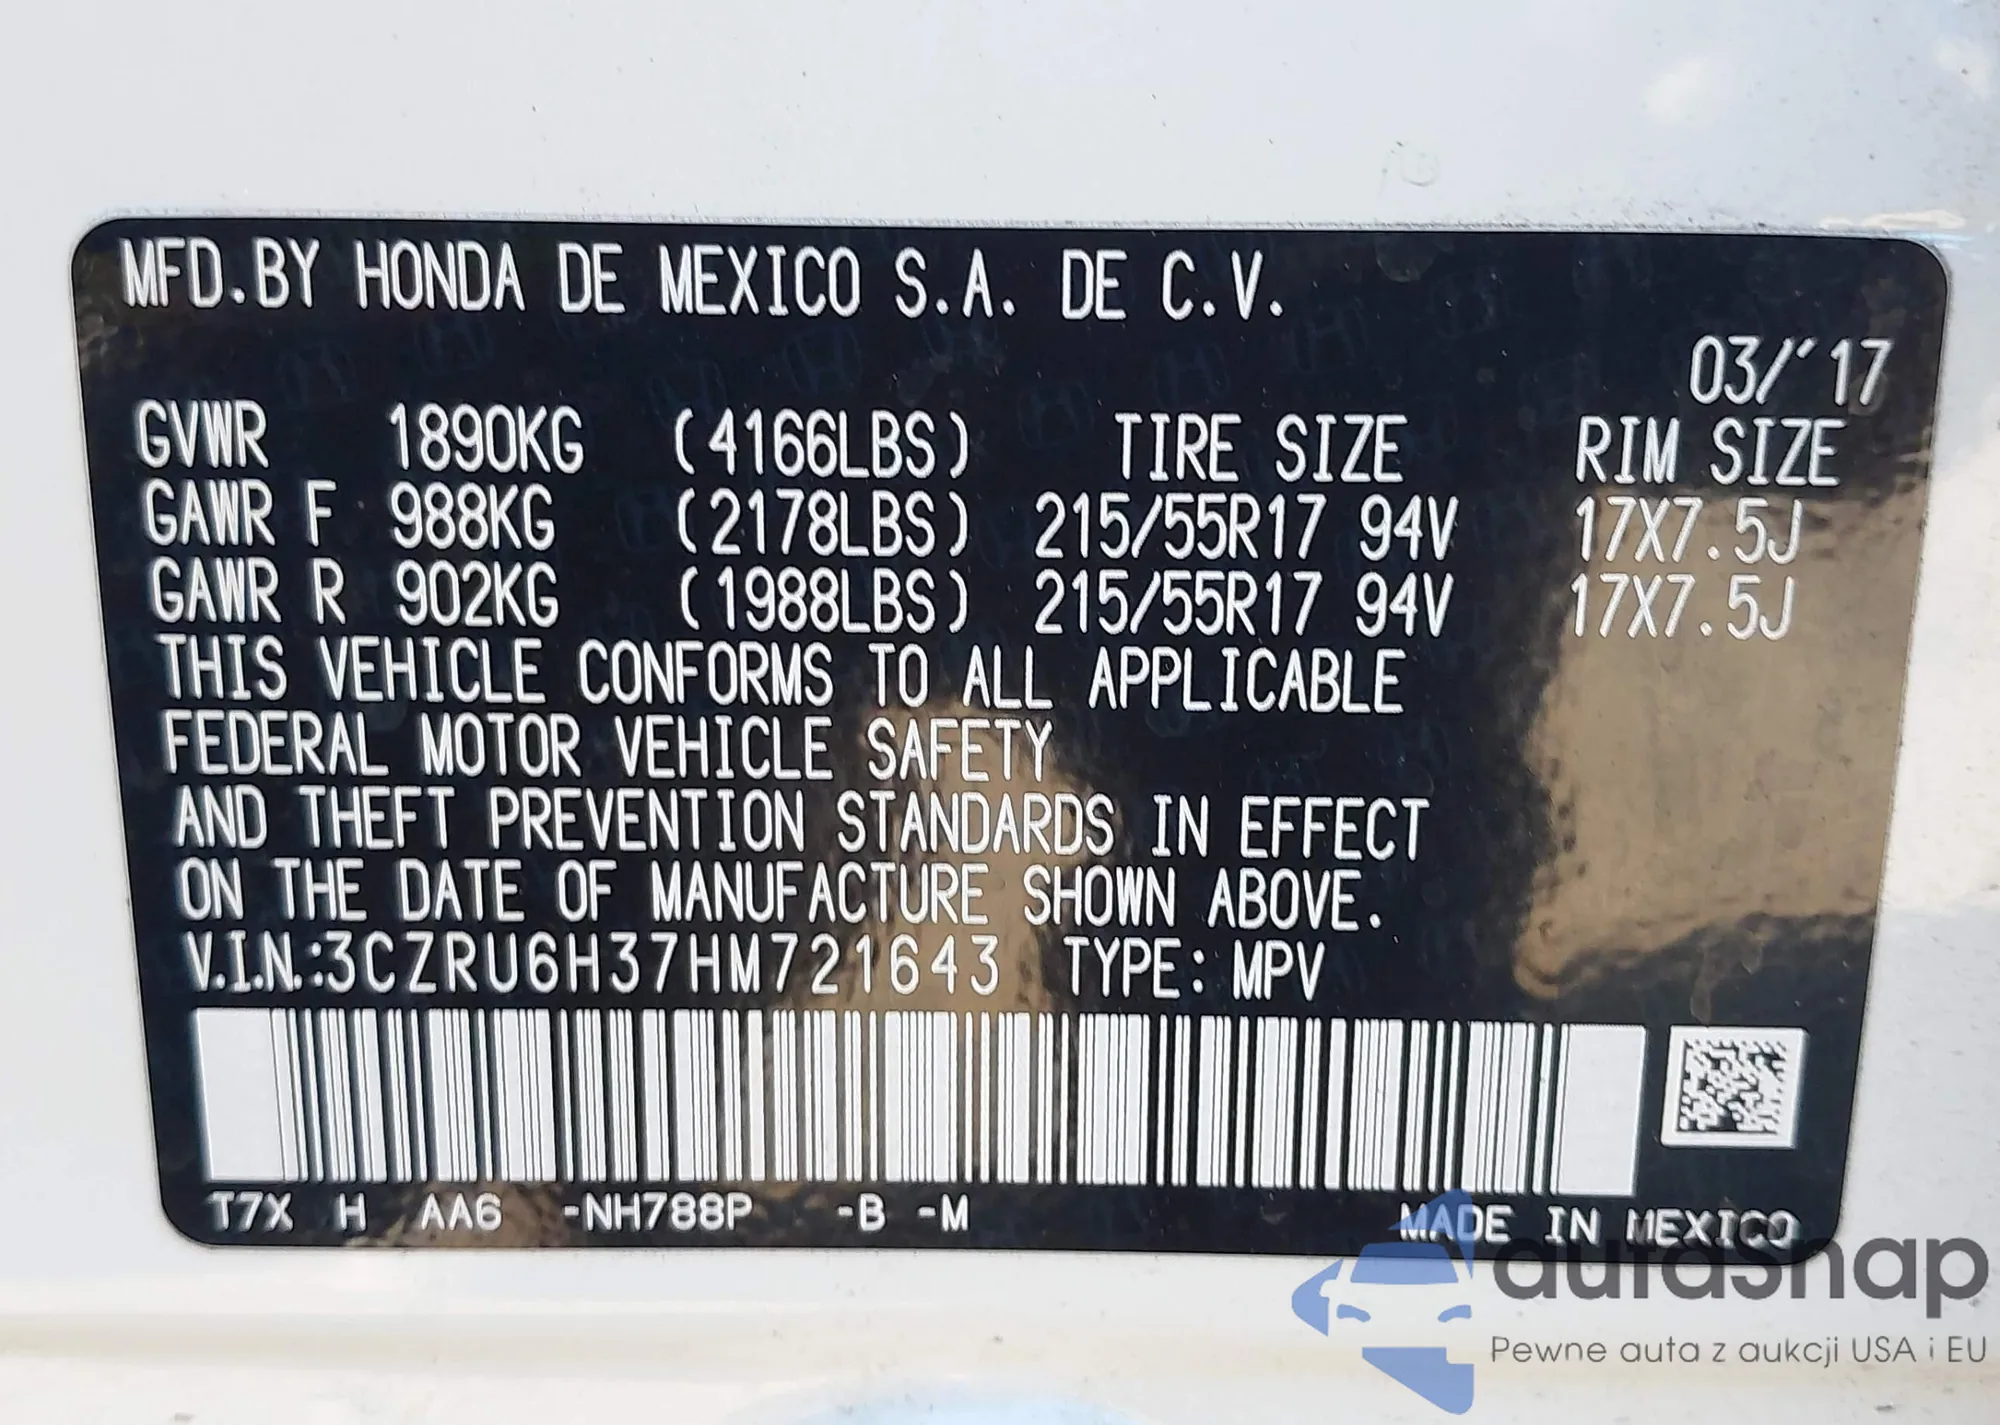 MFD.BY HONDA DE MEXICO S.A. DE C.V.
03/'17
GVWR 1890KG (4166LBS) TIRE SIZE RIM SIZE
GAWR F 988KG (2178LBS) 215/55R17 94V 17X7.5J
GAWR R 902KG (1988LBS) 215/55R17 94V 17X7.5J
THIS VEHICLE CONFORMS TO ALL APPLICABLE
FEDERAL MOTOR VEHICLE SAFETY
AND THEFT PREVENTION STANDARDS IN EFFECT
ON THE DATE OF MANUFACTURE SHOWN ABOVE.
V.I.N.:3CZRU6H37HM721643 TYPE: MPV
T7X H AA6 -NH788P -B -M MADE IN MEXICO
autasnap
Pewne auta z aukcji USA i EU